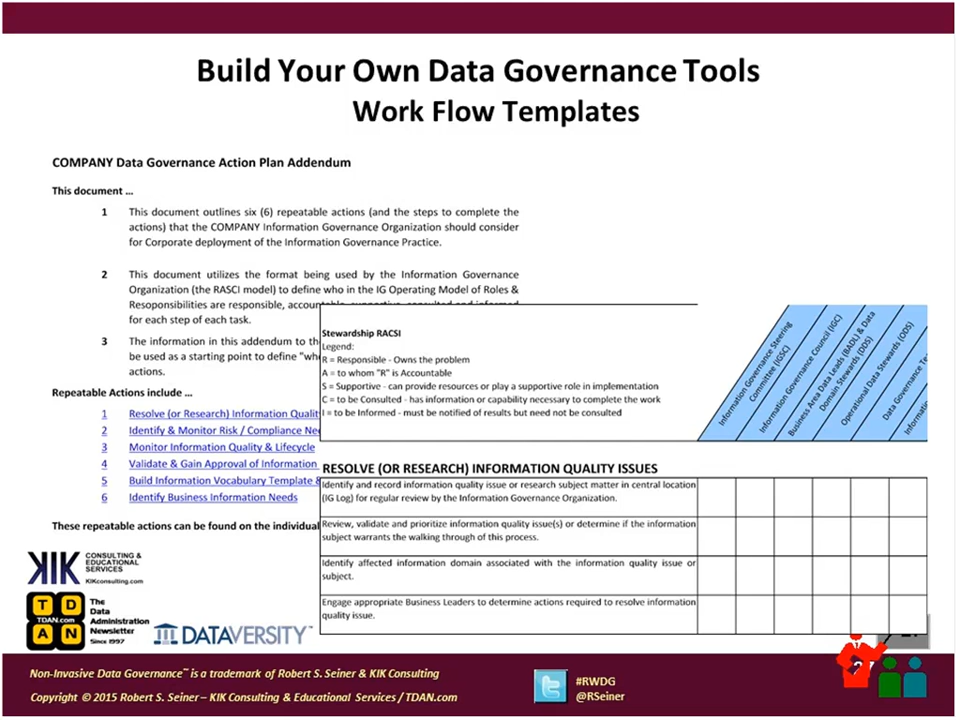 Build Your Own Data Governance Tools
Work Flow Templates
COMPANY Data Governance Action Plan Addendum
This document ...
1 This document outlines six (6) repeatable actions (and the steps to complete the
actions) that the COMPANY Information Governance Organization should consider
for Corporate deployment of the Information Governance Practice.
2 This document utilizes the format being used by the Information Governance
Organization (the RASCI model) to define who in the IG Operating Model of Roles &
Resoponsibilities are responsible,
for each step of each task.
3 The information in this addendum to
be used as a starting point to define
actions.
Repeatable Actions include ...
1 Resolve (or Research) Information
2 Identify & Monitor Risk / Compliance
3 Monitor Information Quality & Lifecycle
4 Validate & Gain Approval of Information
5 Build Information Vocabulary Template
6 Identify Business Information Needs
These repeatable actions can be found on the individual
Stewardship RACSI
Legend:
R = Responsible - Owns the problem
A = to whom "R" is Accountable
S = Supportive - can provide resources or play a supportive role in implementation
C = to be Consulted - has information or capability necessary to complete the work
I = to be Informed - must be notified of results but need not be consulted
Information Governance Steering
Committee (IGSC)
Information Governance Council (IGC)
Business Area Data Leads (BADL) & Data
Domain Stewards (DDS)
Operational Data Stewards (ODS)
Data Governance
RESOLVE (OR RESEARCH) INFORMATION QUALITY ISSUES
Identify and record information quality issue or research subject matter in central location
(IG Log) for regular review by the Information Governance Organization.
Review, validate and prioritize information quality issue(s) or determine if the information
subject warrants the walking through of this process.
Identify affected information domain associated with the information quality issue or
subject.
Engage appropriate Business Leaders to determine actions required to resolve information
quality issue.
KIK CONSULTING &
EDUCATIONAL
SERVICES
KIKconsulting.com
TD
TDAN.com
AN
The
Data
Administration
Newsletter
Since 1997
DATAVERSITY™
Non-Invasive Data Governance™ is a trademark of Robert S. Seiner & KIK Consulting
Copyright © 2015 Robert S. Seiner – KIK Consulting & Educational Services / TDAN.com
#RWDG
@RSeiner